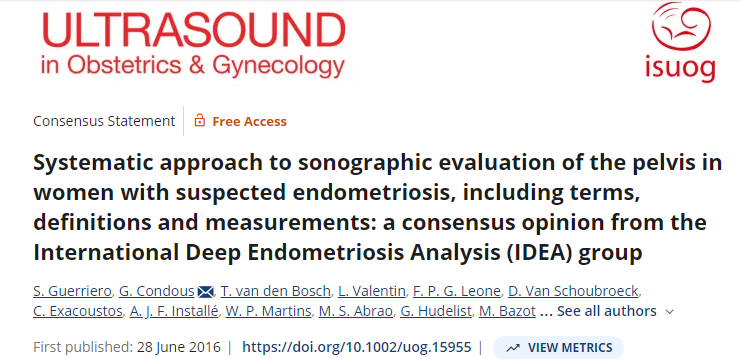 ULTRASOUND
in Obstetrics & Gynecology
isuog
Consensus Statement Free Access
Systematic approach to sonographic evaluation of the pelvis in
women with suspected endometriosis, including terms,
definitions and measurements: a consensus opinion from the
International Deep Endometriosis Analysis (IDEA) group
S. Guerriero, G. Condous, T. van den Bosch, L. Valentin, F. P. G. Leone, D. Van Schoubroeck,
C. Exacoustos, A. J. F. Installé, W. P. Martins, M. S. Abrao, G. Hudelist, M. Bazot ... See all authors
First published: 28 June 2016 | https://doi.org/10.1002/uog.15955 | VIEW METRICS